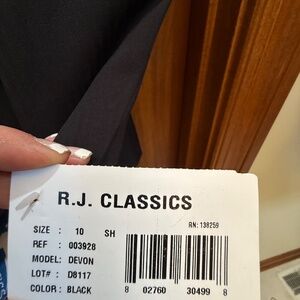 R.J. CLASSICS
SIZE : 10 SH RN: 138259
REF : 003928
MODEL: DEVON
LOT# : D8117
COLOR : BLACK
8 02760 30499 8